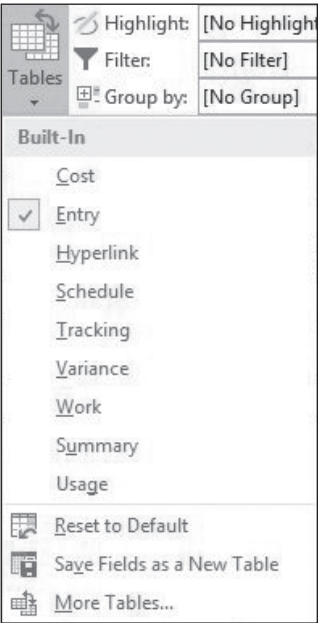 Highlight: [No Highlight
Filter: [No Filter]
Tables
Group by: [No Group]
Built-In
Cost
Entry
Hyperlink
Schedule
Tracking
Variance
Work
Summary
Usage
Reset to Default
Save Fields as a New Table
More Tables...